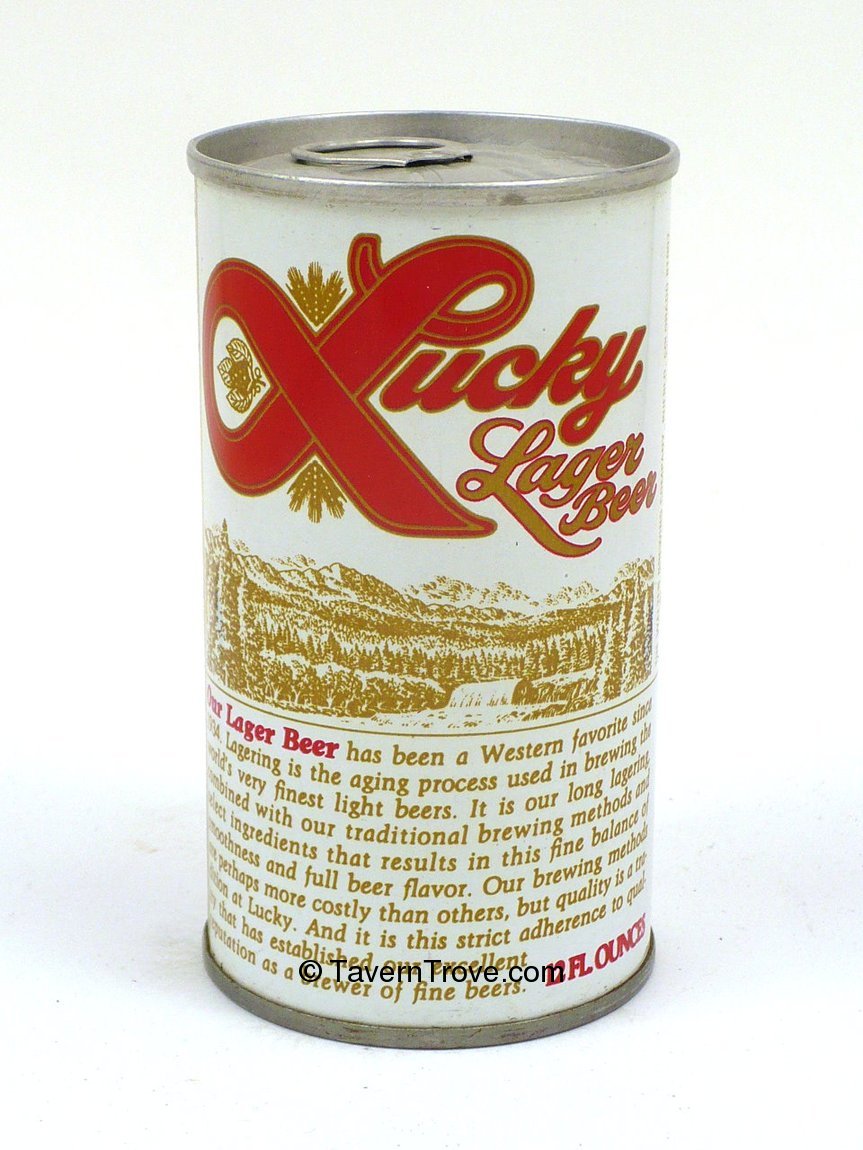 Lucky
Lager
Beer
Our Lager Beer has been a Western favorite since
1934. Lagering is the aging process used in brewing the
world's very finest light beers. It is our long lagering,
combined with our traditional brewing methods and
select ingredients that results in this fine balance of
smoothness and full beer flavor. Our brewing methods
are perhaps more costly than others, but quality is a tra-
dition at Lucky. And it is this strict adherence to qual-
ity that has established our excellent
reputation as a brewer of fine beers.
12 FL. OUNCES
© TavernTrove.com